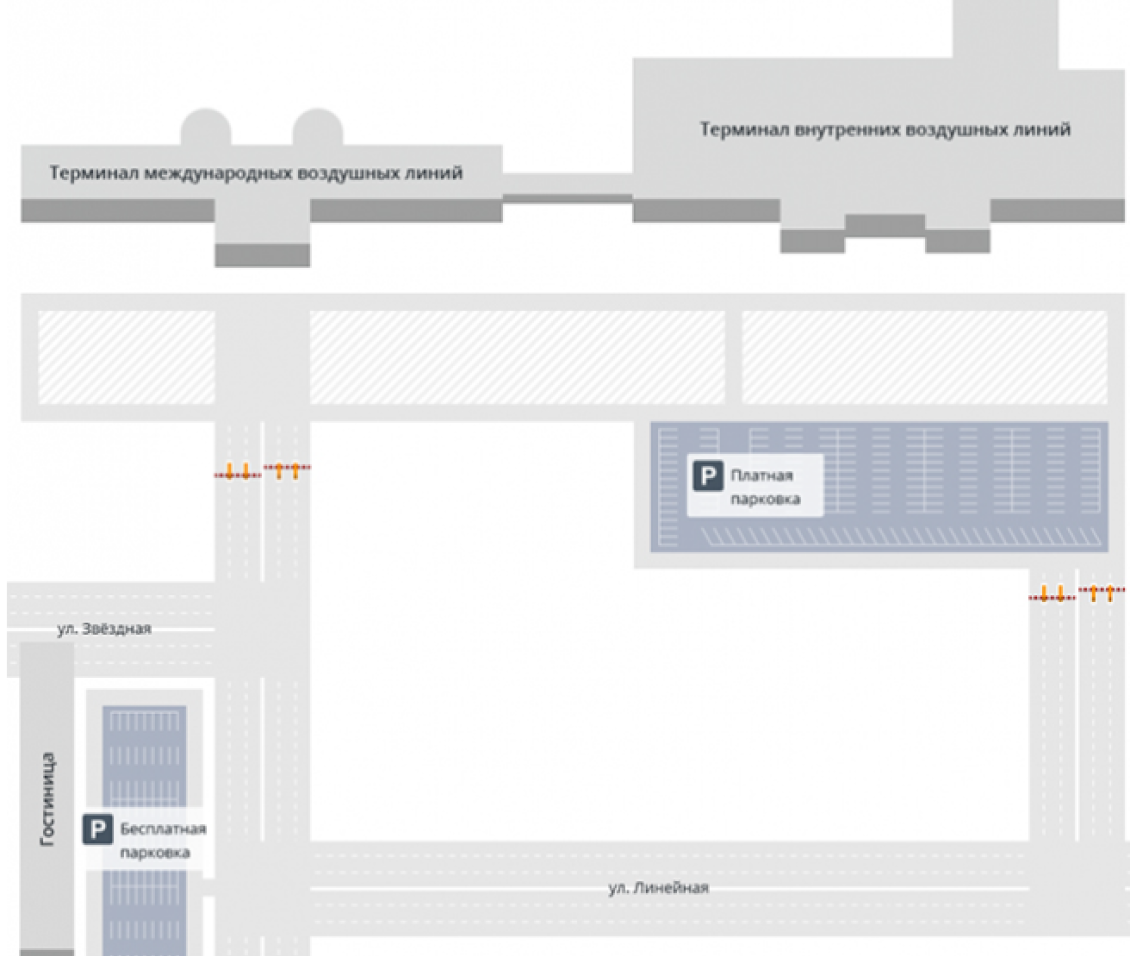 Терминал внутренних воздушных линий
Терминал международных воздушных линий
P Платная
парковка
ул. Звёздная
Гостиница
P Бесплатная
парковка
ул. Линейная